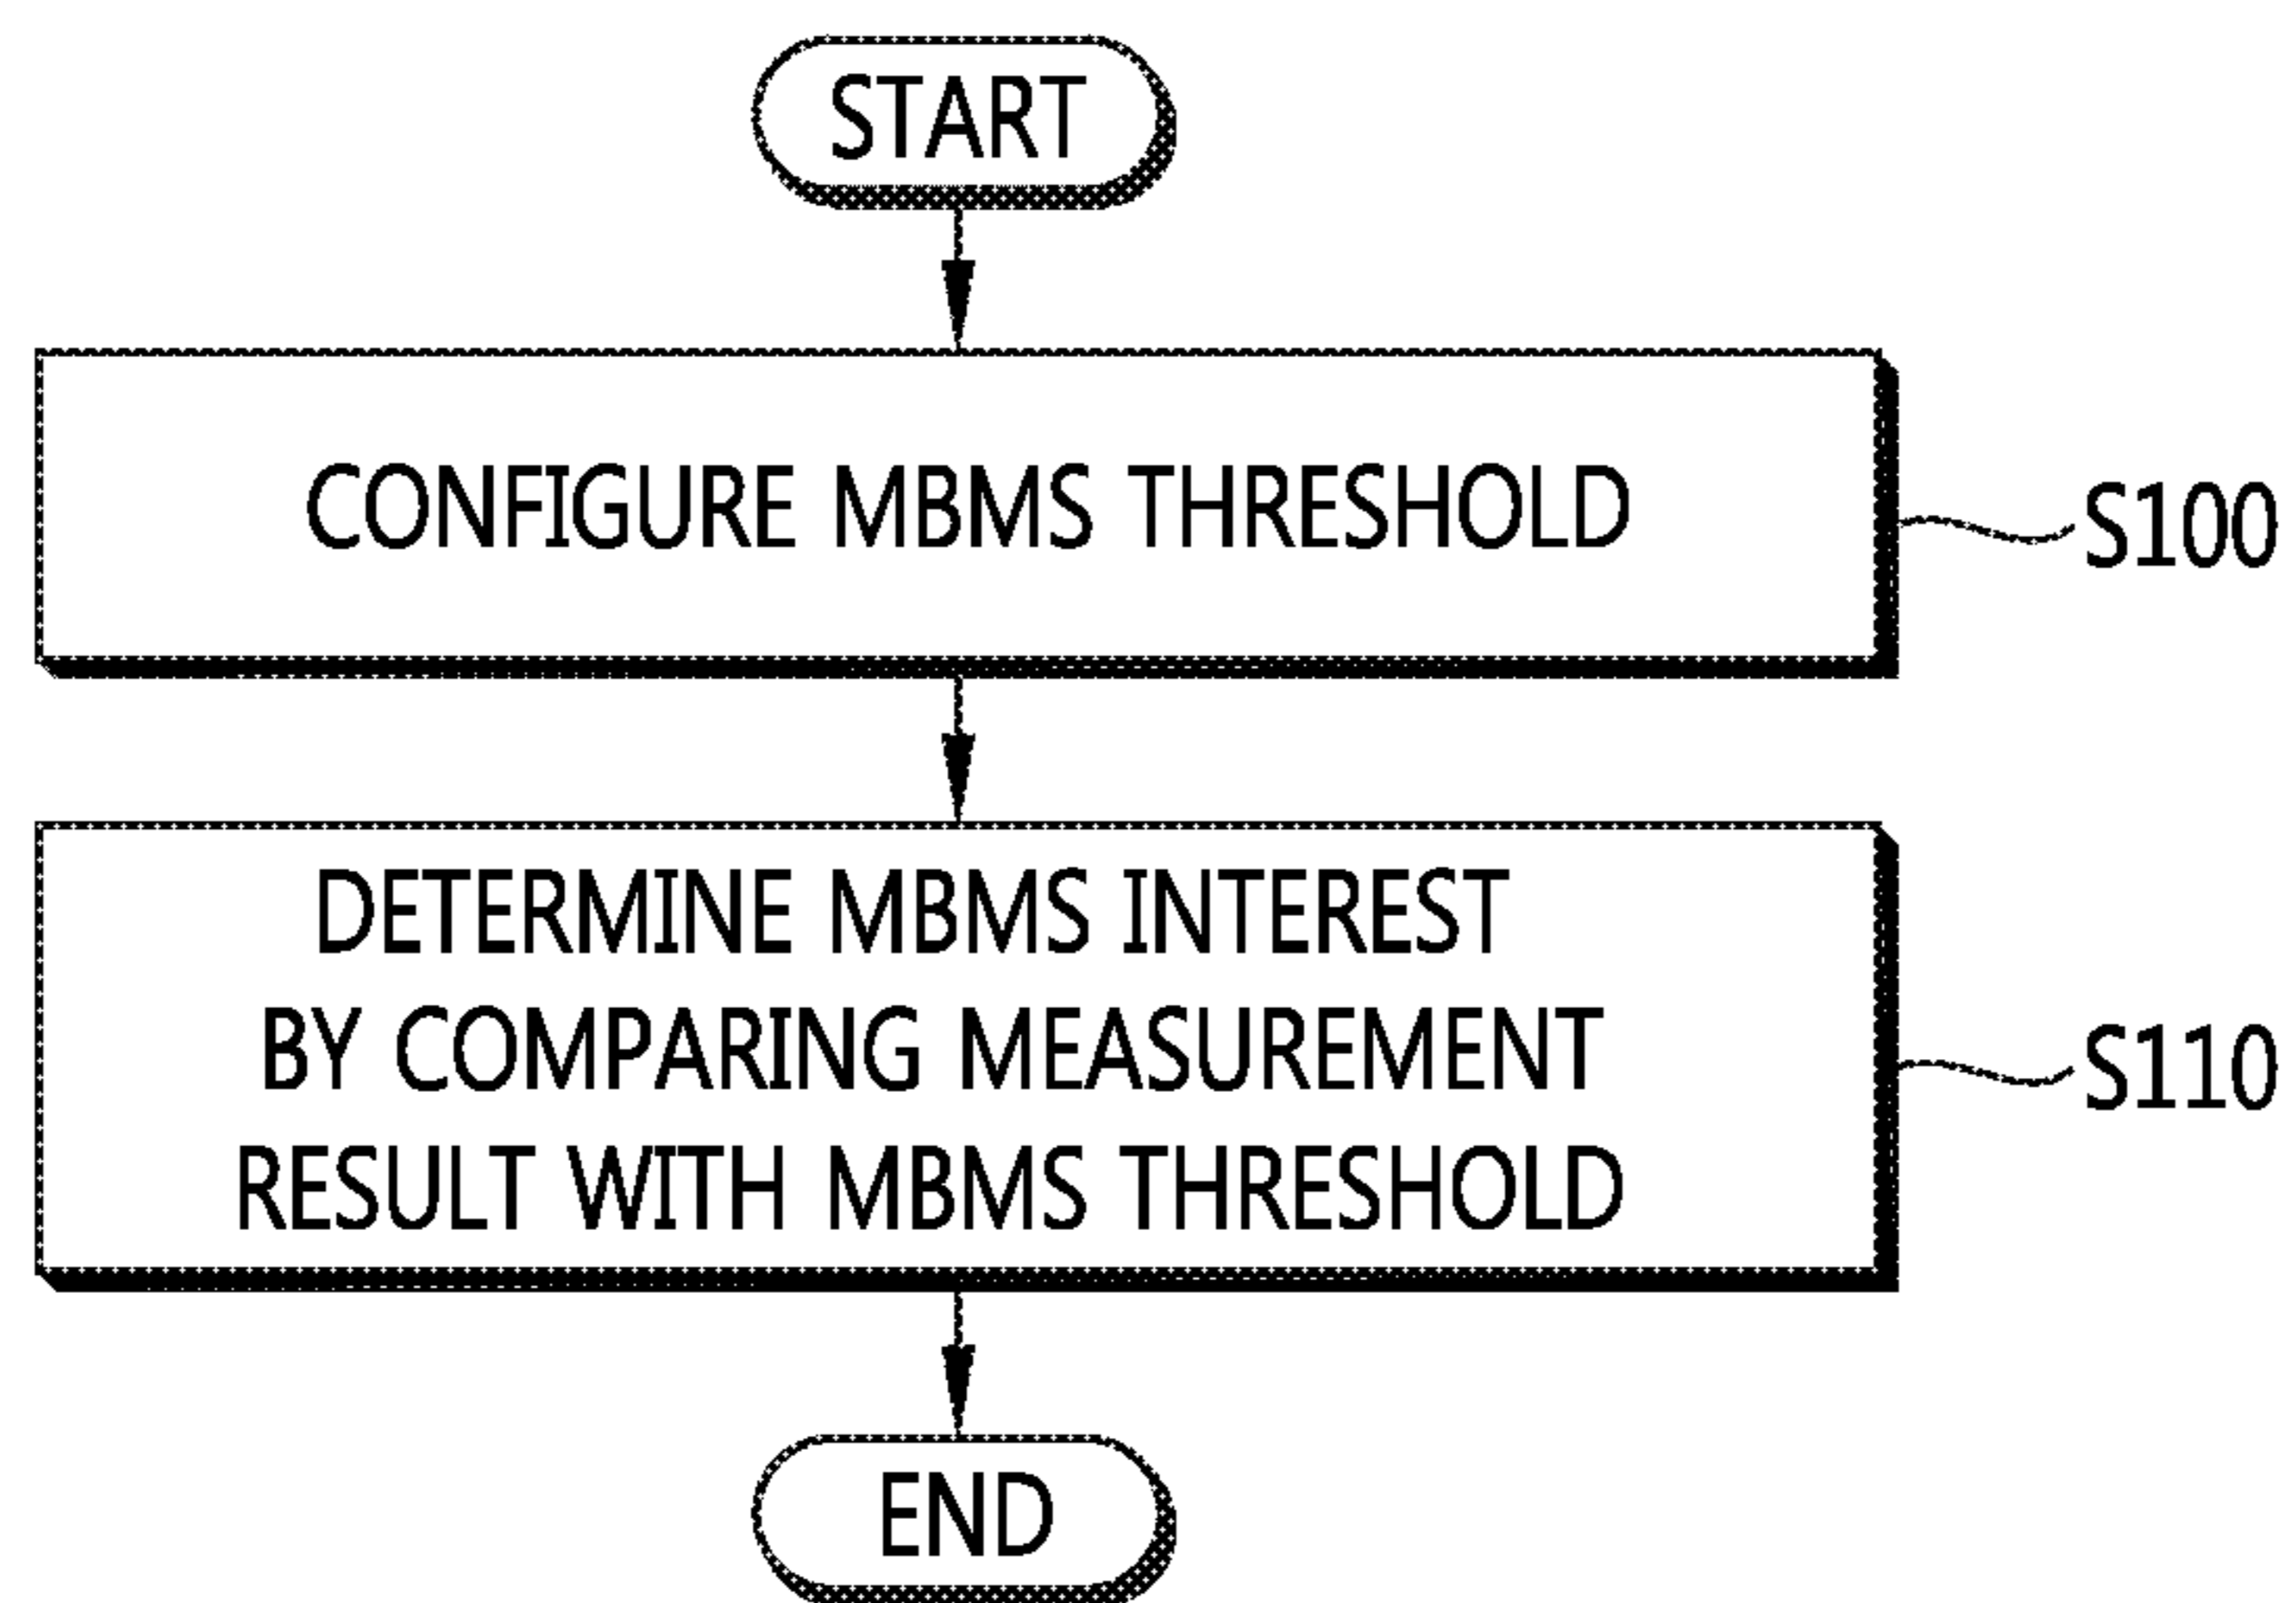 START
CONFIGURE MBMS THRESHOLD
S100
DETERMINE MBMS INTEREST
BY COMPARING MEASUREMENT
RESULT WITH MBMS THRESHOLD
S110
END